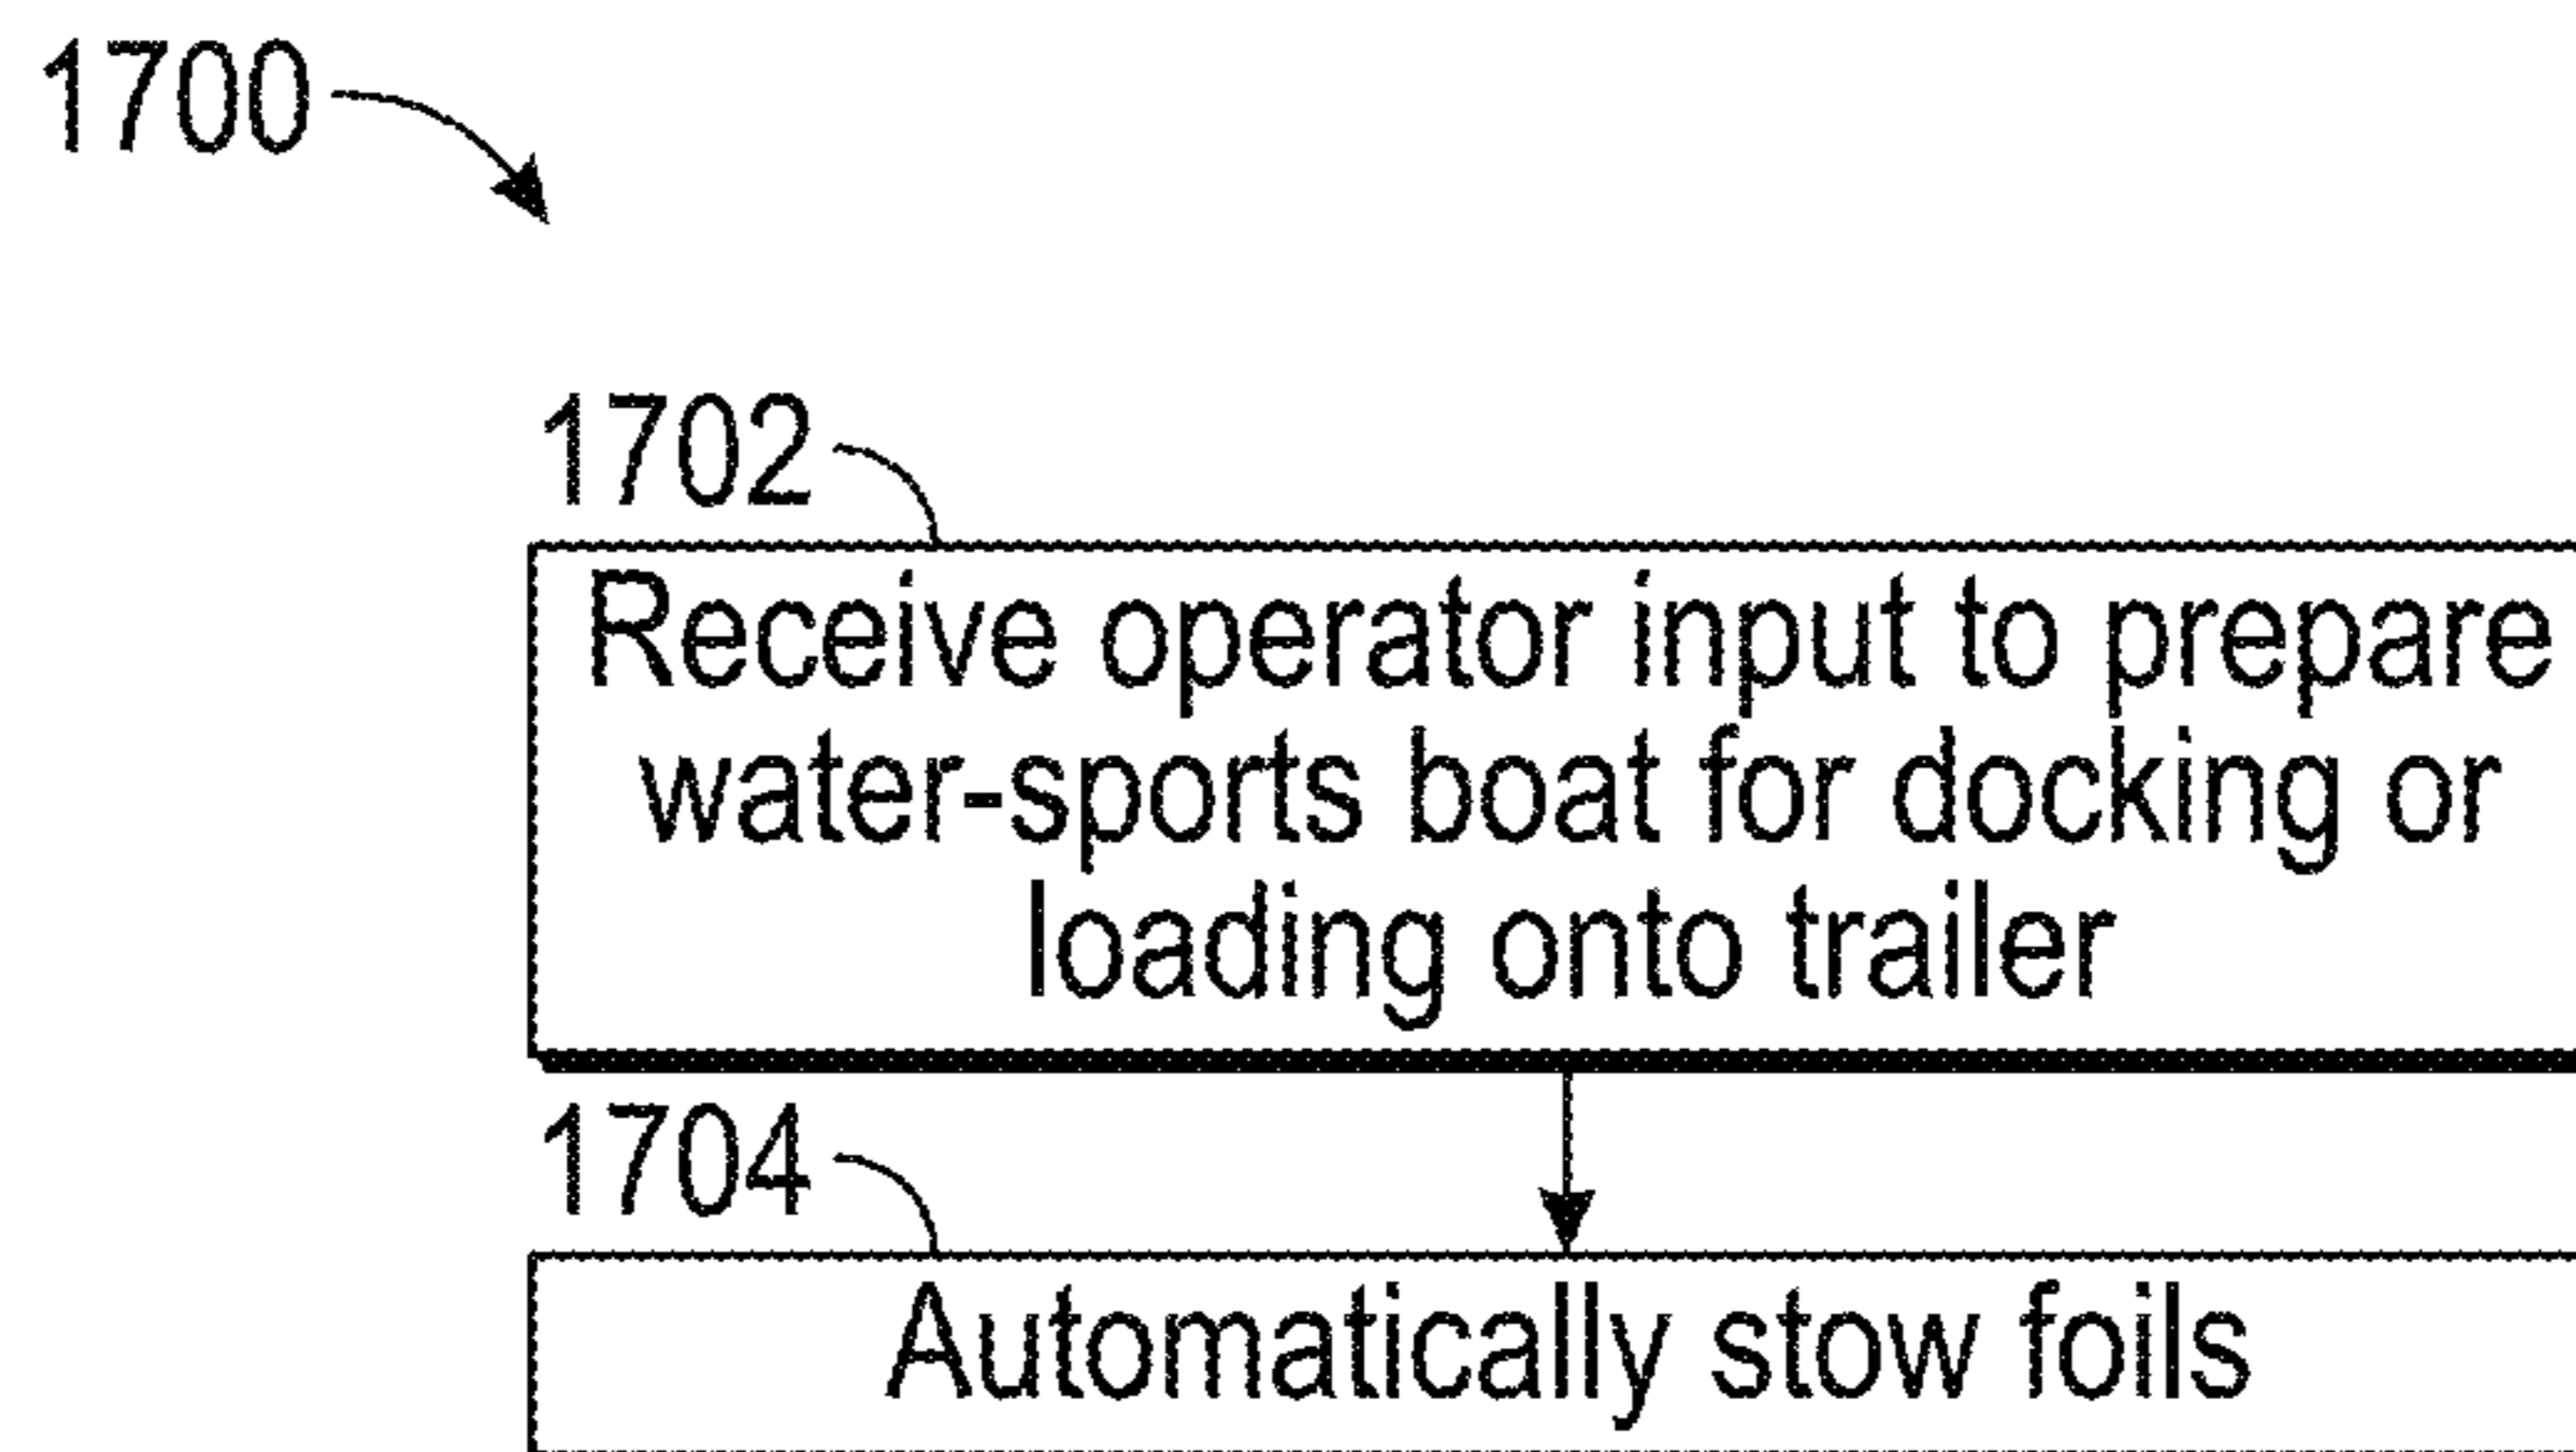 1700
1702
Receive operator input to prepare
water-sports boat for docking or
loading onto trailer
1704
Automatically stow foils